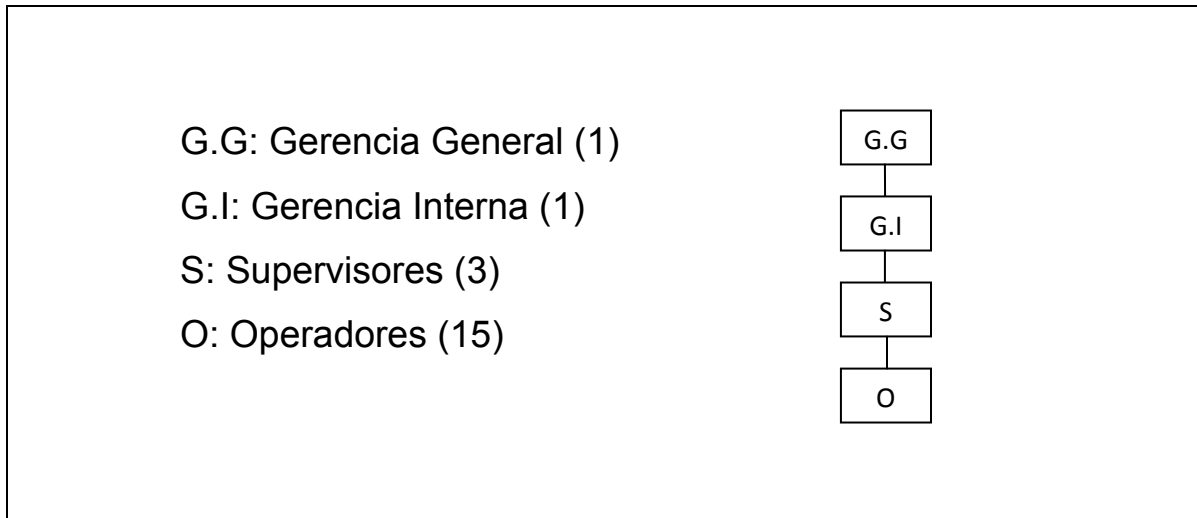 G.G: Gerencia General (1)
G.I: Gerencia Interna (1)
S: Supervisores (3)
O: Operadores (15)
G.G
G.I
S
O